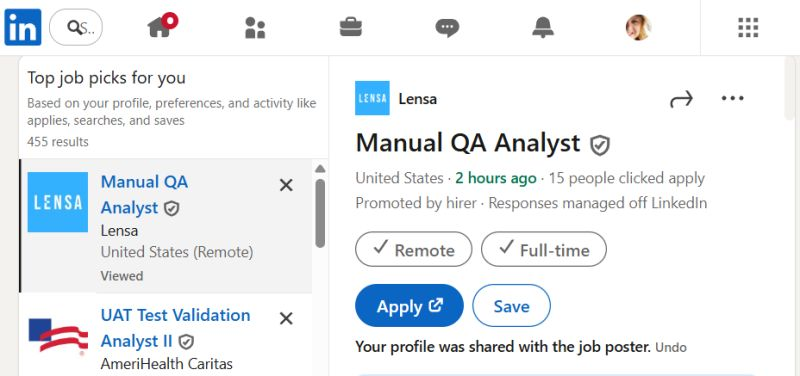 in
S..
Top job picks for you
Based on your profile, preferences, and activity like
applies, searches, and saves
455 results
LENSA
Manual QA
Analyst
Lensa
United States (Remote)
Viewed
UAT Test Validation
Analyst II
AmeriHealth Caritas
LENSA
Lensa
Manual QA Analyst
United States · 2 hours ago · 15 people clicked apply
Promoted by hirer · Responses managed off LinkedIn
Remote
Full-time
Apply
Save
Your profile was shared with the job poster. Undo